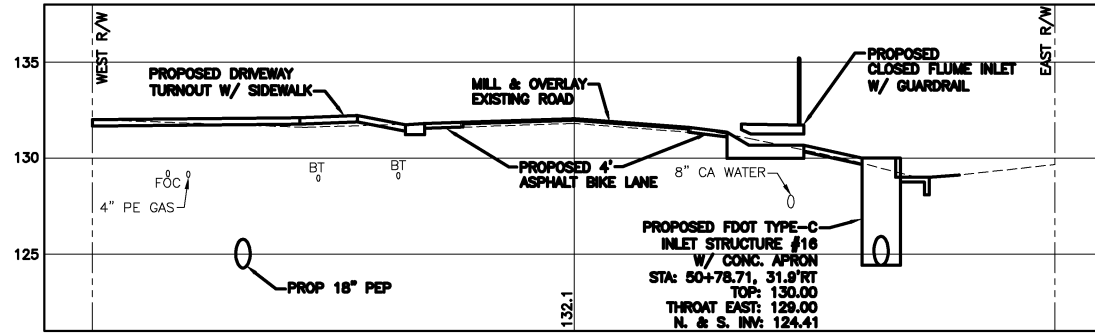 135
130
125
WEST R/W
EAST R/W
PROPOSED DRIVEWAY
TURNOUT W/ SIDEWALK
MILL & OVERLAY
EXISTING ROAD
PROPOSED
CLOSED FLUME INLET
W/ GUARDRAIL
FOC
4" PE GAS
BT
BT
PROPOSED 4'
ASPHALT BIKE LANE
8" CA WATER
PROP 18" PEP
132.1
PROPOSED FDOT TYPE-C
INLET STRUCTURE #16
W/ CONC. APRON
STA: 50+78.71, 31.9'RT
TOP: 130.00
THROAT EAST: 129.00
N. & S. INV: 124.41